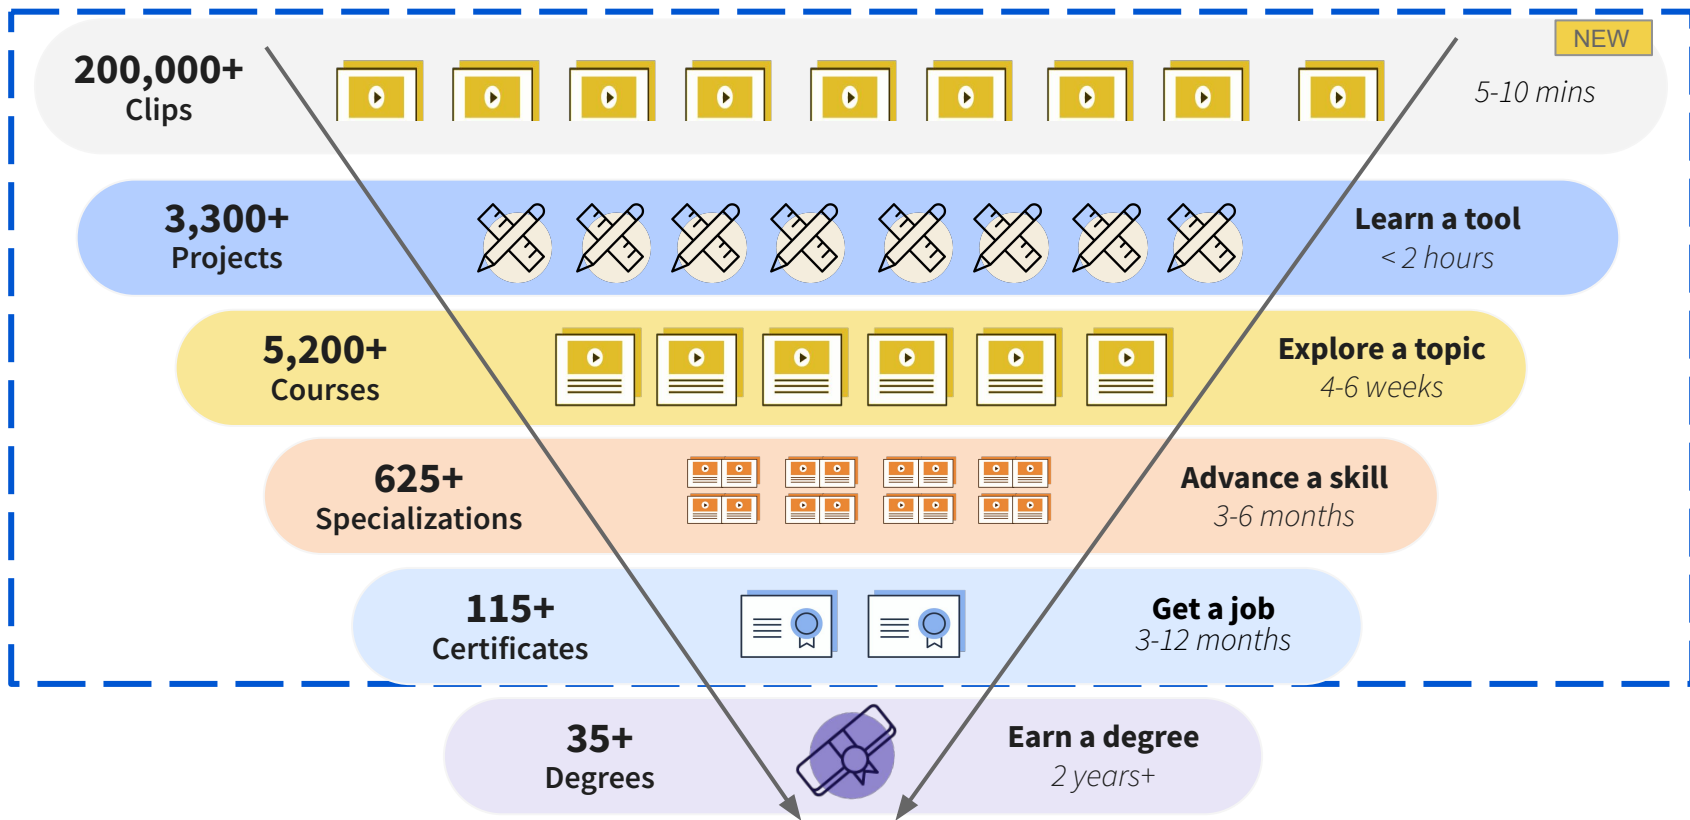 NEW
200,000+
Clips
5-10 mins
3,300+
Projects
Learn a tool
< 2 hours
5,200+
Courses
Explore a topic
4-6 weeks
625+
Specializations
Advance a skill
3-6 months
115+
Certificates
Get a job
3-12 months
35+
Degrees
Earn a degree
2 years+